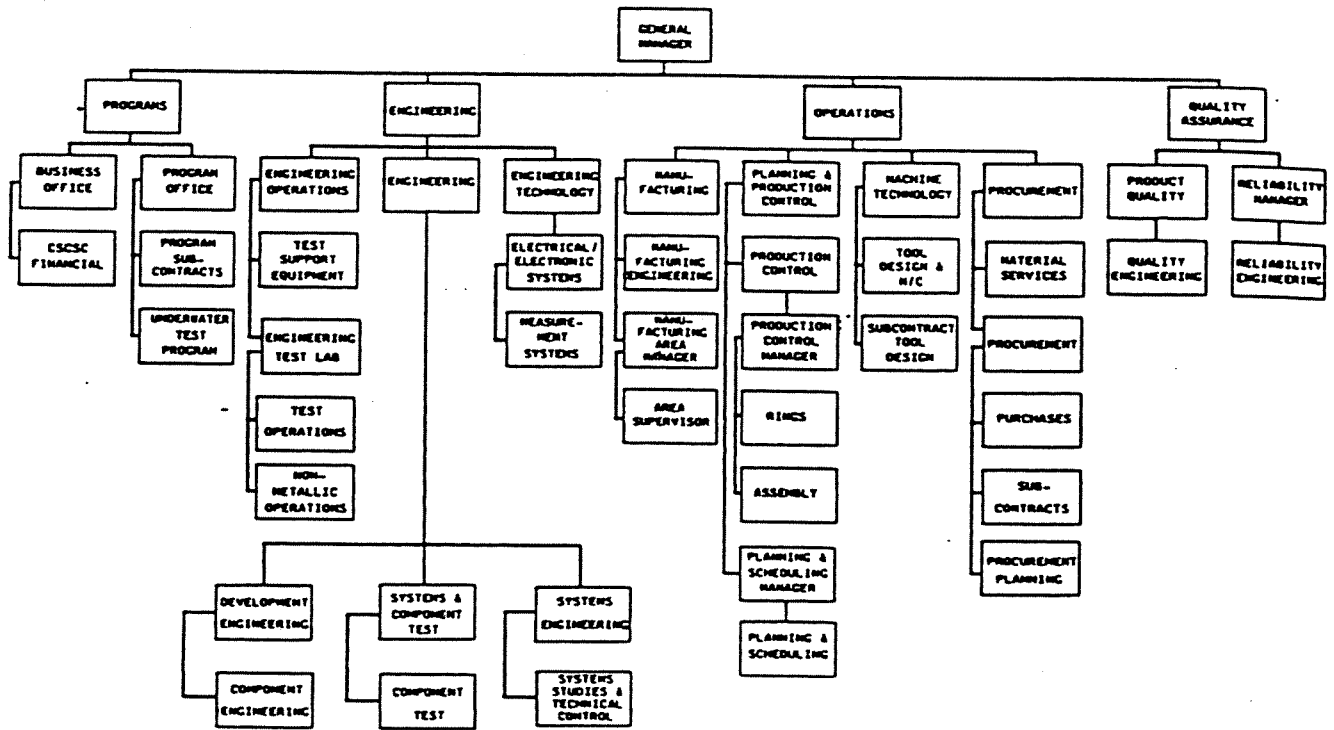 GENERAL
MANAGER
PROGRAMS
ENGINEERING
OPERATIONS
QUALITY
ASSURANCE
BUSINESS
OFFICE
PROGRAM
OFFICE
ENGINEERING
OPERATIONS
ENGINEERING
ENGINEERING
TECHNOLOGY
MANU-
FACTURING
PLANNING &
PRODUCTION
CONTROL
MACHINE
TECHNOLOGY
PROCUREMENT
PRODUCT
QUALITY
RELIABILITY
MANAGER
CSCSC
FINANCIAL
PROGRAM
SUB-
CONTRACTS
TEST
SUPPORT
EQUIPMENT
ELECTRICAL/
ELECTRONIC
SYSTEMS
MANU-
FACTURING
ENGINEERING
PRODUCTION
CONTROL
TOOL
DESIGN &
N/C
MATERIAL
SERVICES
QUALITY
ENGINEERING
RELIABILITY
ENGINEERING
UNDERWATER
TEST
PROGRAM
ENGINEERING
TEST LAB
MEASURE-
MENT
SYSTEMS
MANU-
FACTURING
AREA
MANAGER
PRODUCTION
CONTROL
MANAGER
SUBCONTRACT
TOOL
DESIGN
PROCUREMENT
TEST
OPERATIONS
AREA
SUPERVISOR
RINGS
PURCHASES
NON-
METALLIC
OPERATIONS
ASSEMBLY
SUB-
CONTRACTS
PLANNING &
SCHEDULING
MANAGER
PROCUREMENT
PLANNING
DEVELOPMENT
ENGINEERING
SYSTEMS &
COMPONENT
TEST
SYSTEMS
ENGINEERING
PLANNING &
SCHEDULING
COMPONENT
ENGINEERING
COMPONENT
TEST
SYSTEMS
STUDIES &
TECHNICAL
CONTROL